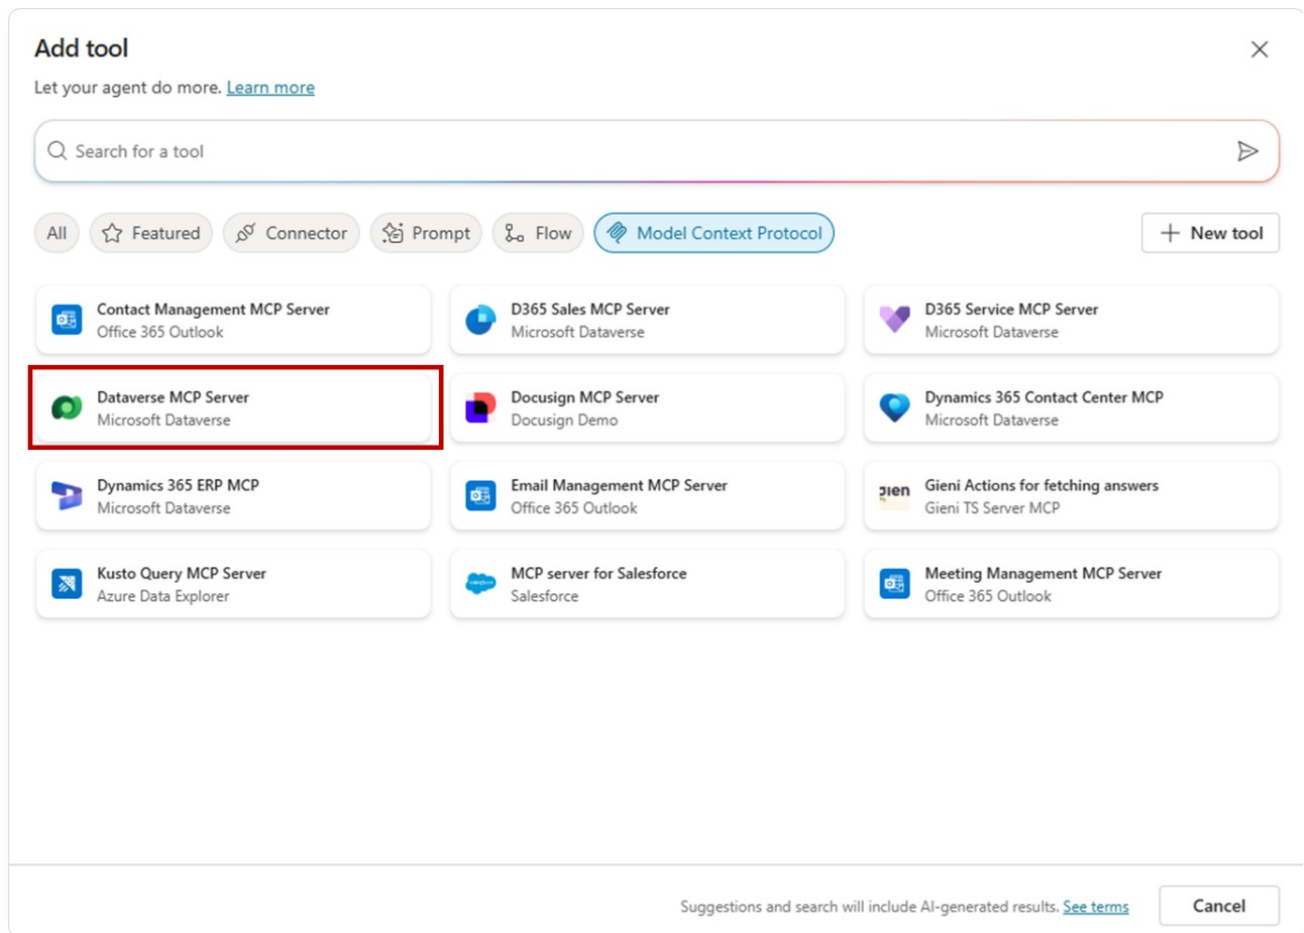 Add tool
Let your agent do more. Learn more
Search for a tool
All
Featured
Connector
Prompt
Flow
Model Context Protocol
New tool
Contact Management MCP Server
Office 365 Outlook
D365 Sales MCP Server
Microsoft Dataverse
D365 Service MCP Server
Microsoft Dataverse
Dataverse MCP Server
Microsoft Dataverse
Docusign MCP Server
Docusign Demo
Dynamics 365 Contact Center MCP
Microsoft Dataverse
Dynamics 365 ERP MCP
Microsoft Dataverse
Email Management MCP Server
Office 365 Outlook
gien
Gieni Actions for fetching answers
Gieni TS Server MCP
Kusto Query MCP Server
Azure Data Explorer
MCP server for Salesforce
Salesforce
Meeting Management MCP Server
Office 365 Outlook
Suggestions and search will include AI-generated results. See terms
Cancel